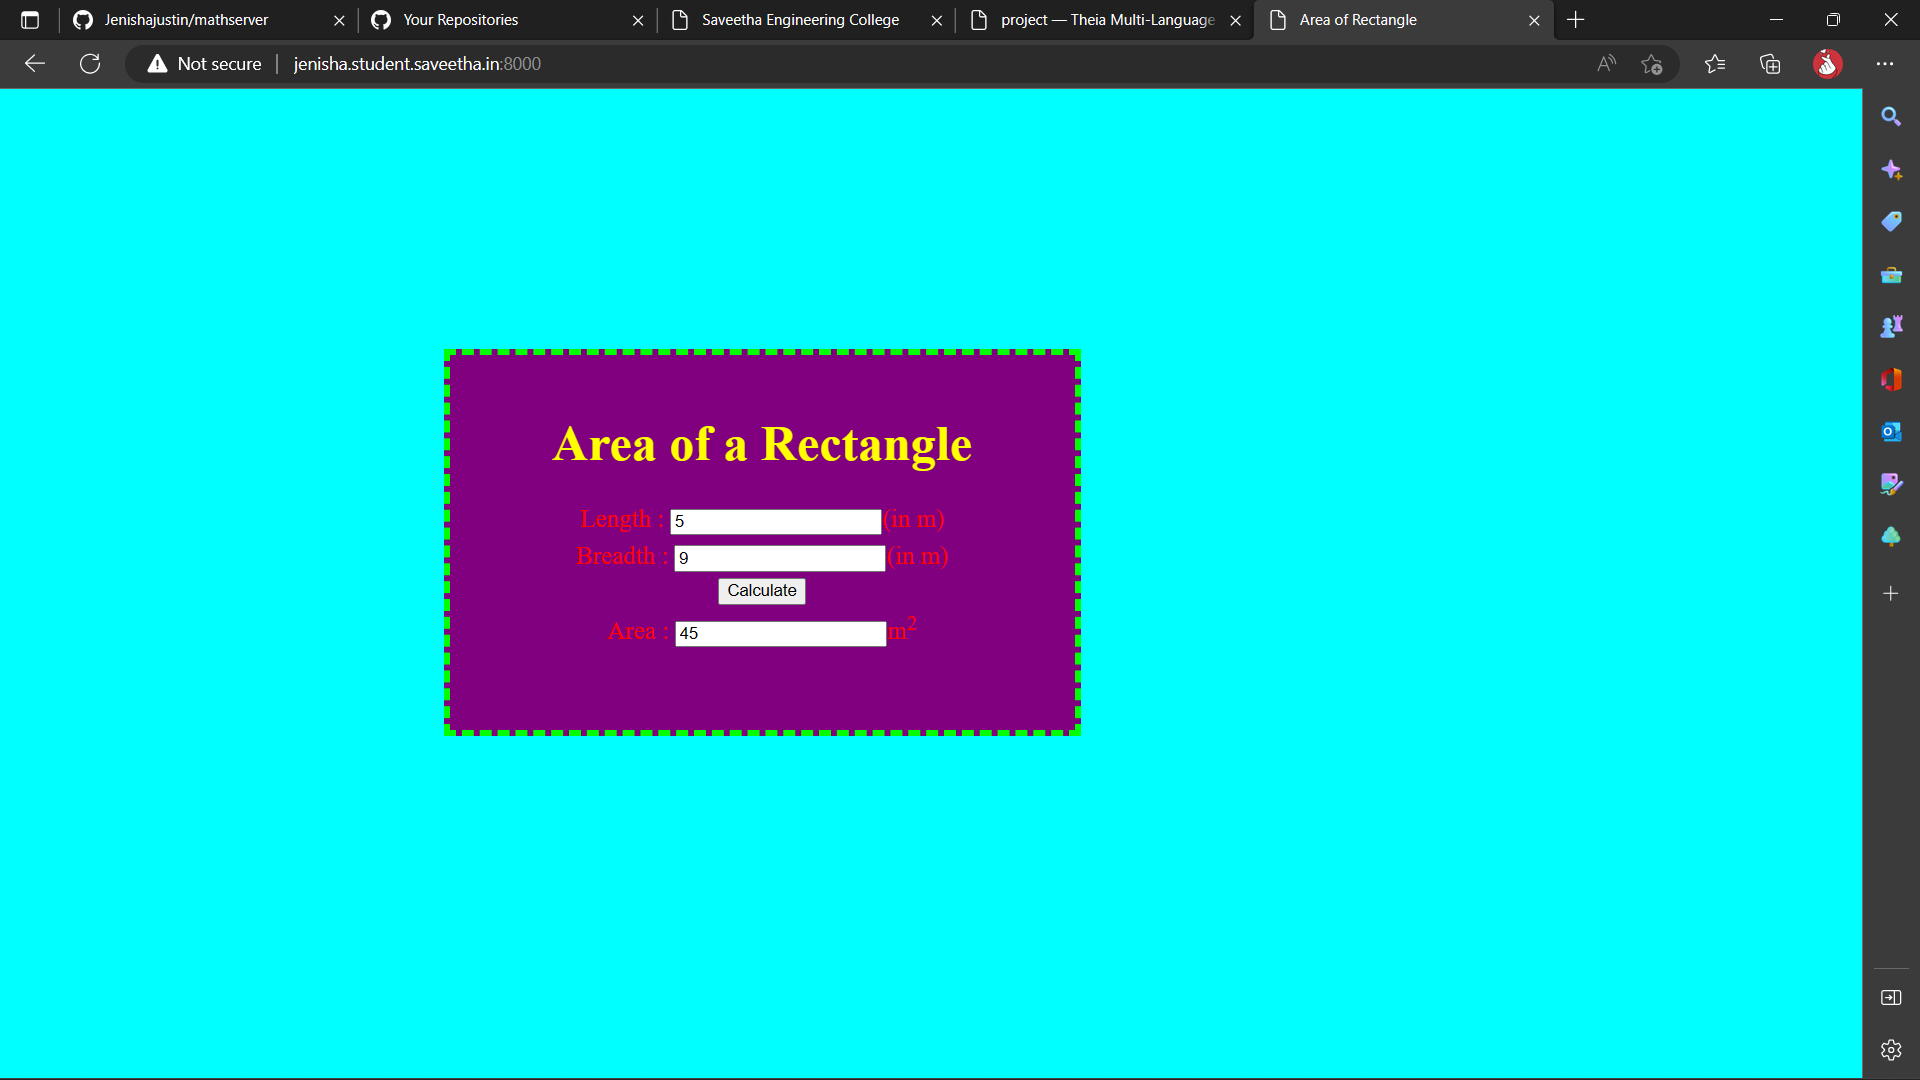 Jenishajustin/mathserver
Your Repositories
Saveetha Engineering College
project — Theia Multi-Language
Area of Rectangle
Not secure
jenisha.student.saveetha.in:8000
Area of a Rectangle
Length : 5 (in m)
Breadth : 9 (in m)
Calculate
Area : 45 m²